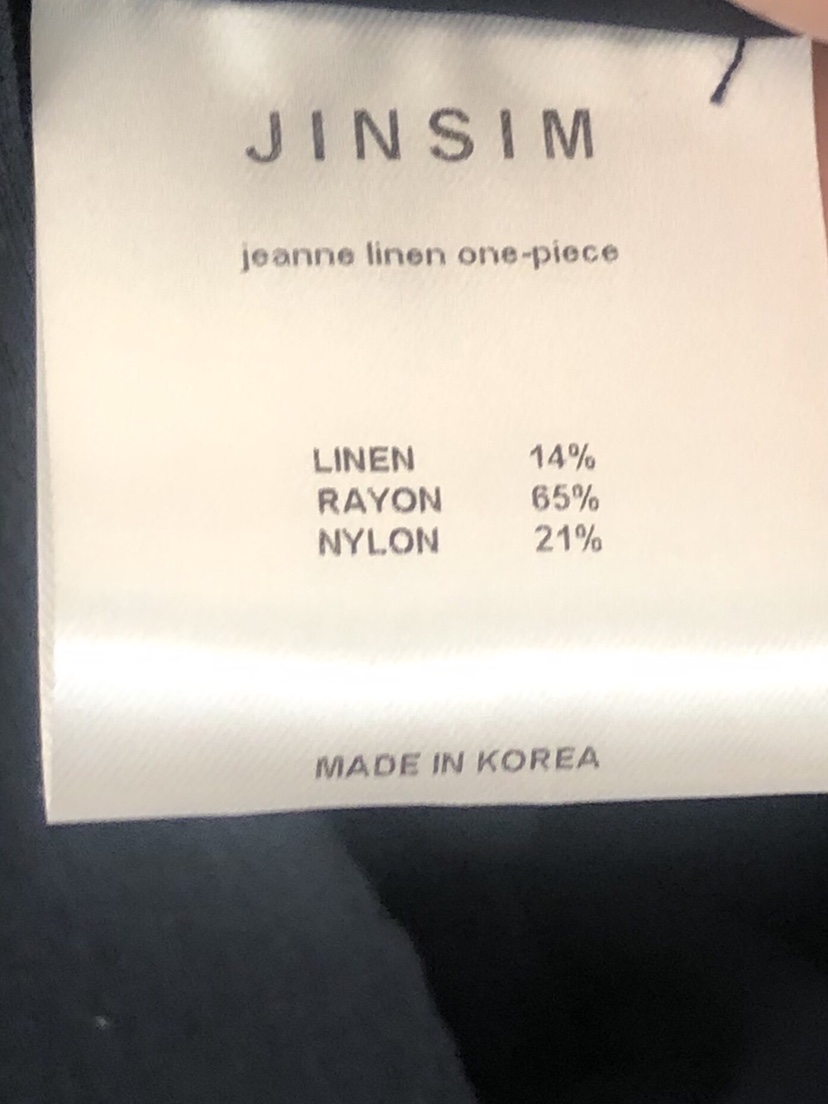 JINSIM
jeanne linen one-piece
LINEN 14%
RAYON 65%
NYLON 21%
MADE IN KOREA